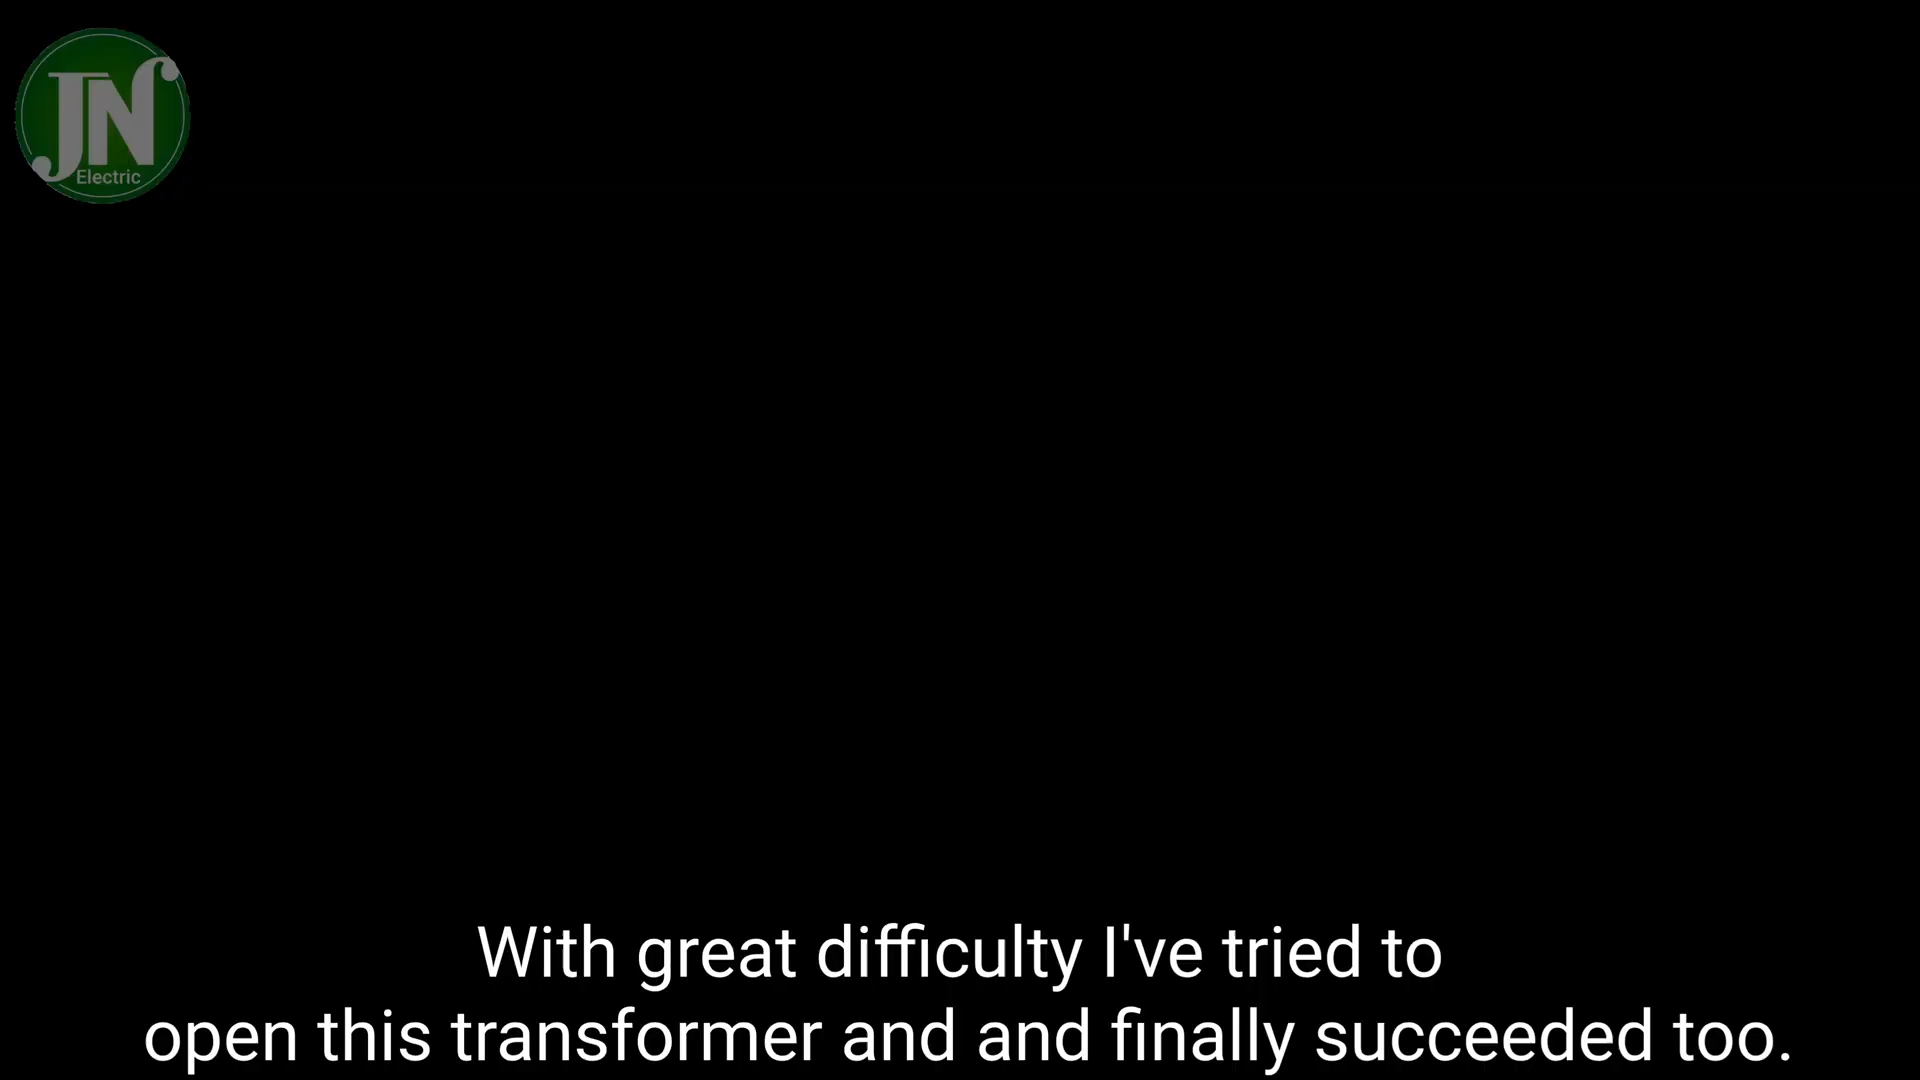 JN
Electric
With great difficulty I've tried to
open this transformer and and finally succeeded too.